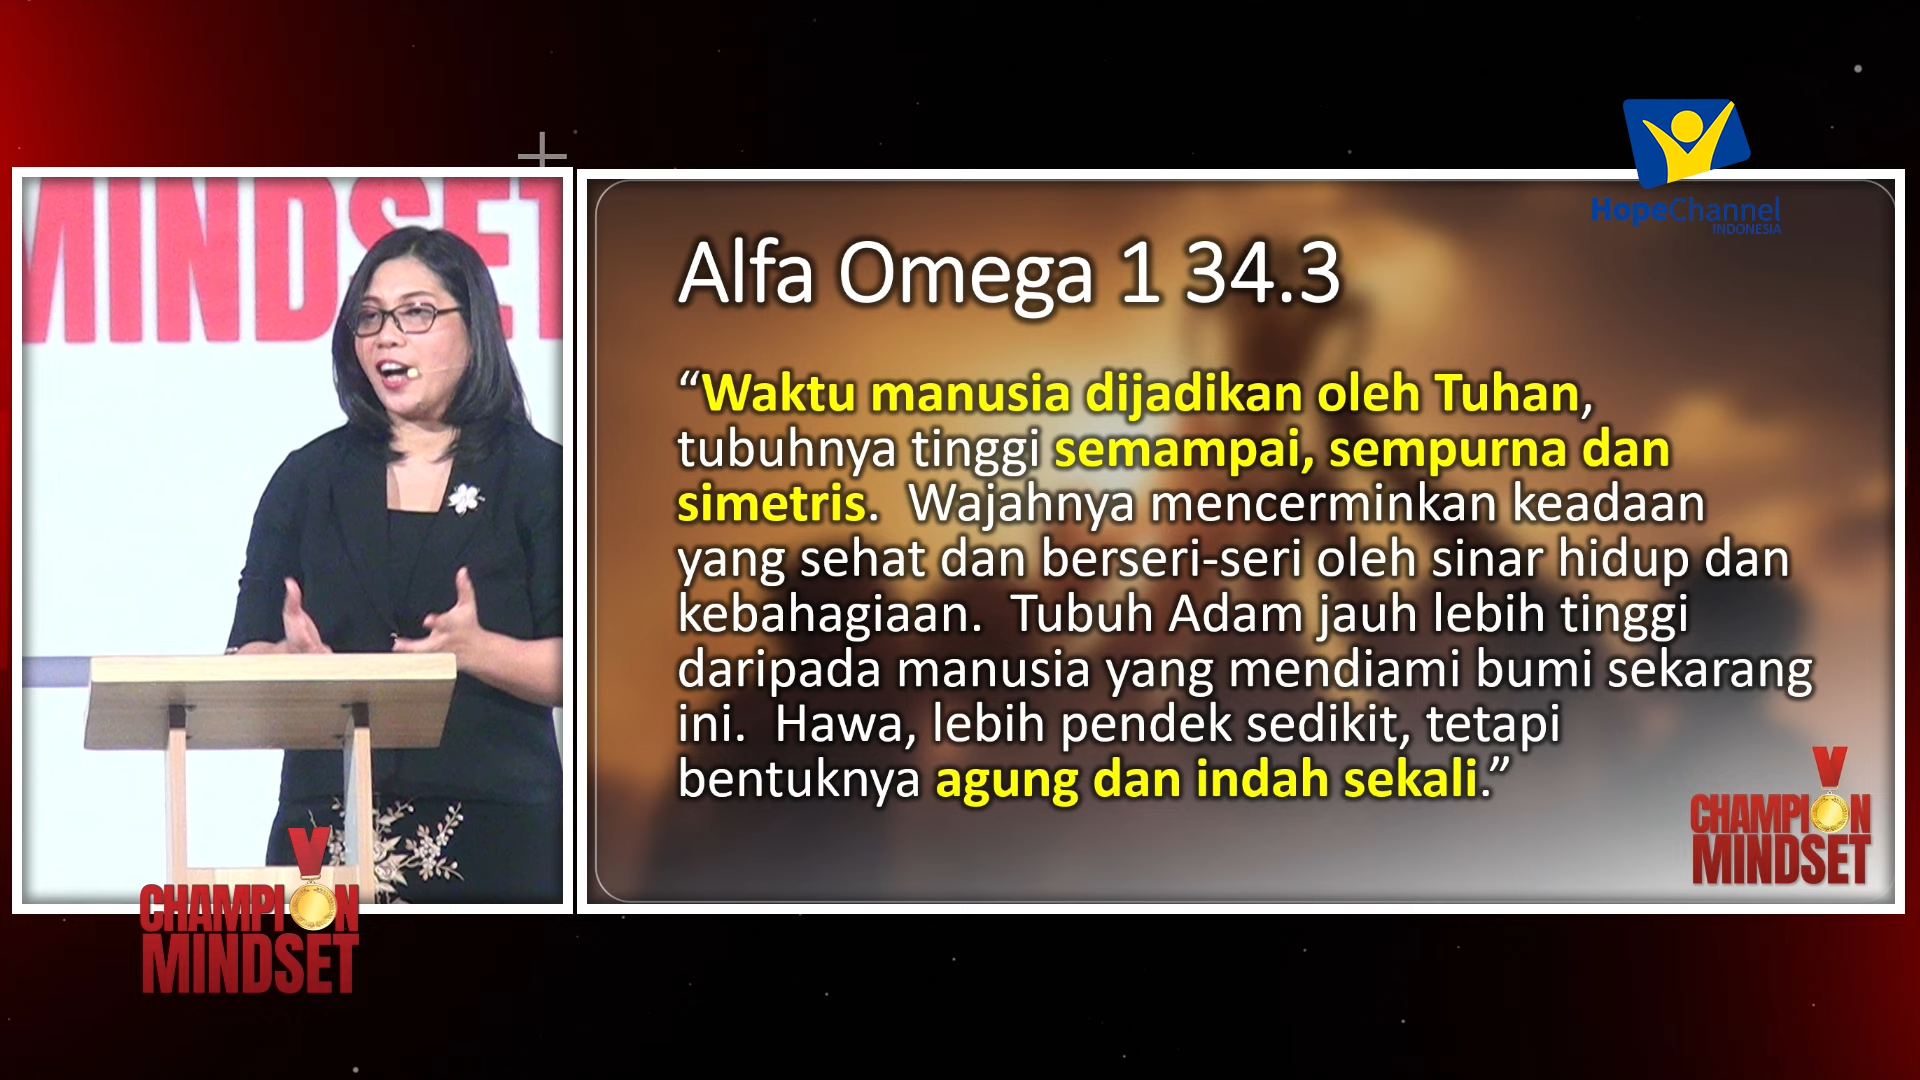 MINDSET
HopeChannel
INDONESIA
Alfa Omega 1 34.3
“Waktu manusia dijadikan oleh Tuhan,
tubuhnya tinggi semampai, sempurna dan
simetris. Wajahnya mencerminkan keadaan
yang sehat dan berseri-seri oleh sinar hidup dan
kebahagiaan. Tubuh Adam jauh lebih tinggi
daripada manusia yang mendiami bumi sekarang
ini. Hawa, lebih pendek sedikit, tetapi
bentuknya agung dan indah sekali.”
CHAMPION
MINDSET
CHAMPION
MINDSET